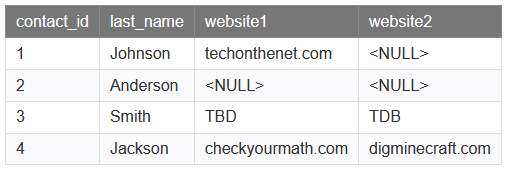 contact_id last_name website1 website2
1 Johnson techonthenet.com <NULL>
2 Anderson <NULL> <NULL>
3 Smith TBD TDB
4 Jackson checkyourmath.com digminecraft.com